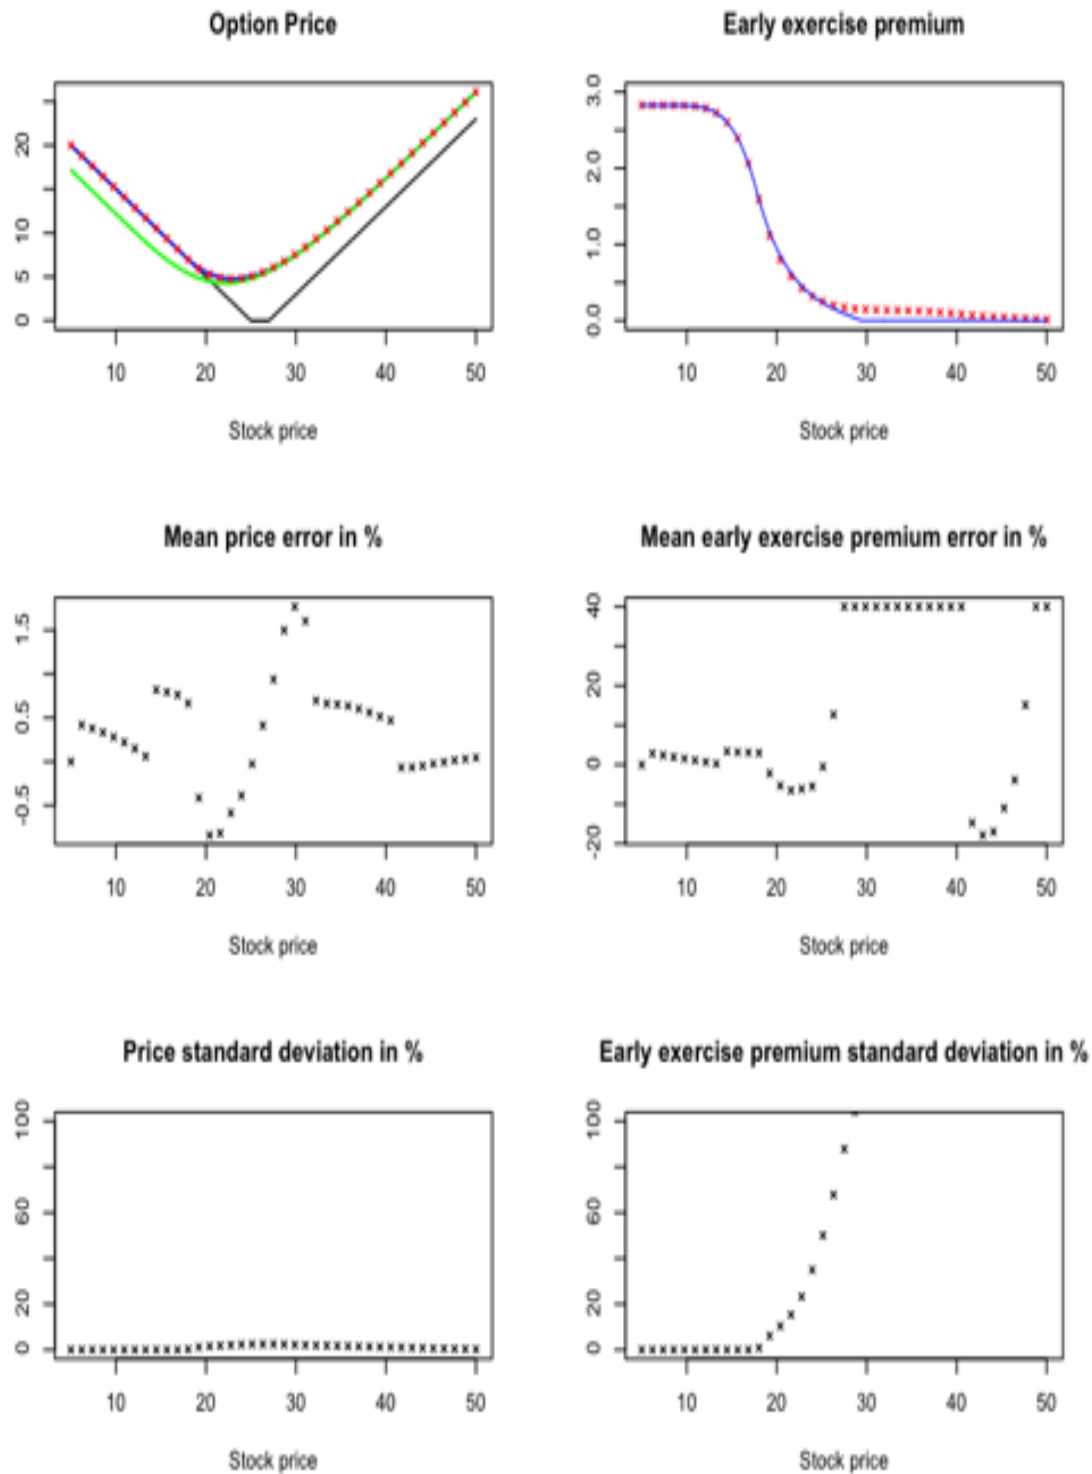 Option Price
20
10
5
0
10 20 30 40 50
Stock price
Early exercise premium
3.0
2.0
1.0
0.0
10 20 30 40 50
Stock price
Mean price error in %
1.5
0.5
-0.5
10 20 30 40 50
Stock price
Mean early exercise premium error in %
40
20
0
-20
10 20 30 40 50
Stock price
Price standard deviation in %
100
60
20
0
10 20 30 40 50
Stock price
Early exercise premium standard deviation in %
100
60
20
0
10 20 30 40 50
Stock price